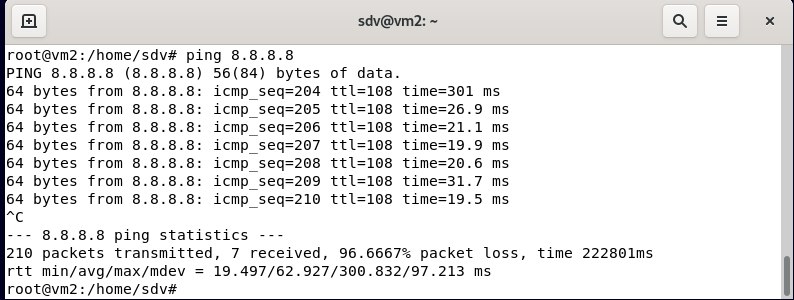 sdv@vm2: ~
root@vm2:/home/sdv# ping 8.8.8.8
PING 8.8.8.8 (8.8.8.8) 56(84) bytes of data.
64 bytes from 8.8.8.8: icmp_seq=204 ttl=108 time=301 ms
64 bytes from 8.8.8.8: icmp_seq=205 ttl=108 time=26.9 ms
64 bytes from 8.8.8.8: icmp_seq=206 ttl=108 time=21.1 ms
64 bytes from 8.8.8.8: icmp_seq=207 ttl=108 time=19.9 ms
64 bytes from 8.8.8.8: icmp_seq=208 ttl=108 time=20.6 ms
64 bytes from 8.8.8.8: icmp_seq=209 ttl=108 time=31.7 ms
64 bytes from 8.8.8.8: icmp_seq=210 ttl=108 time=19.5 ms
^C
--- 8.8.8.8 ping statistics ---
210 packets transmitted, 7 received, 96.6667% packet loss, time 222801ms
rtt min/avg/max/mdev = 19.497/62.927/300.832/97.213 ms
root@vm2:/home/sdv#